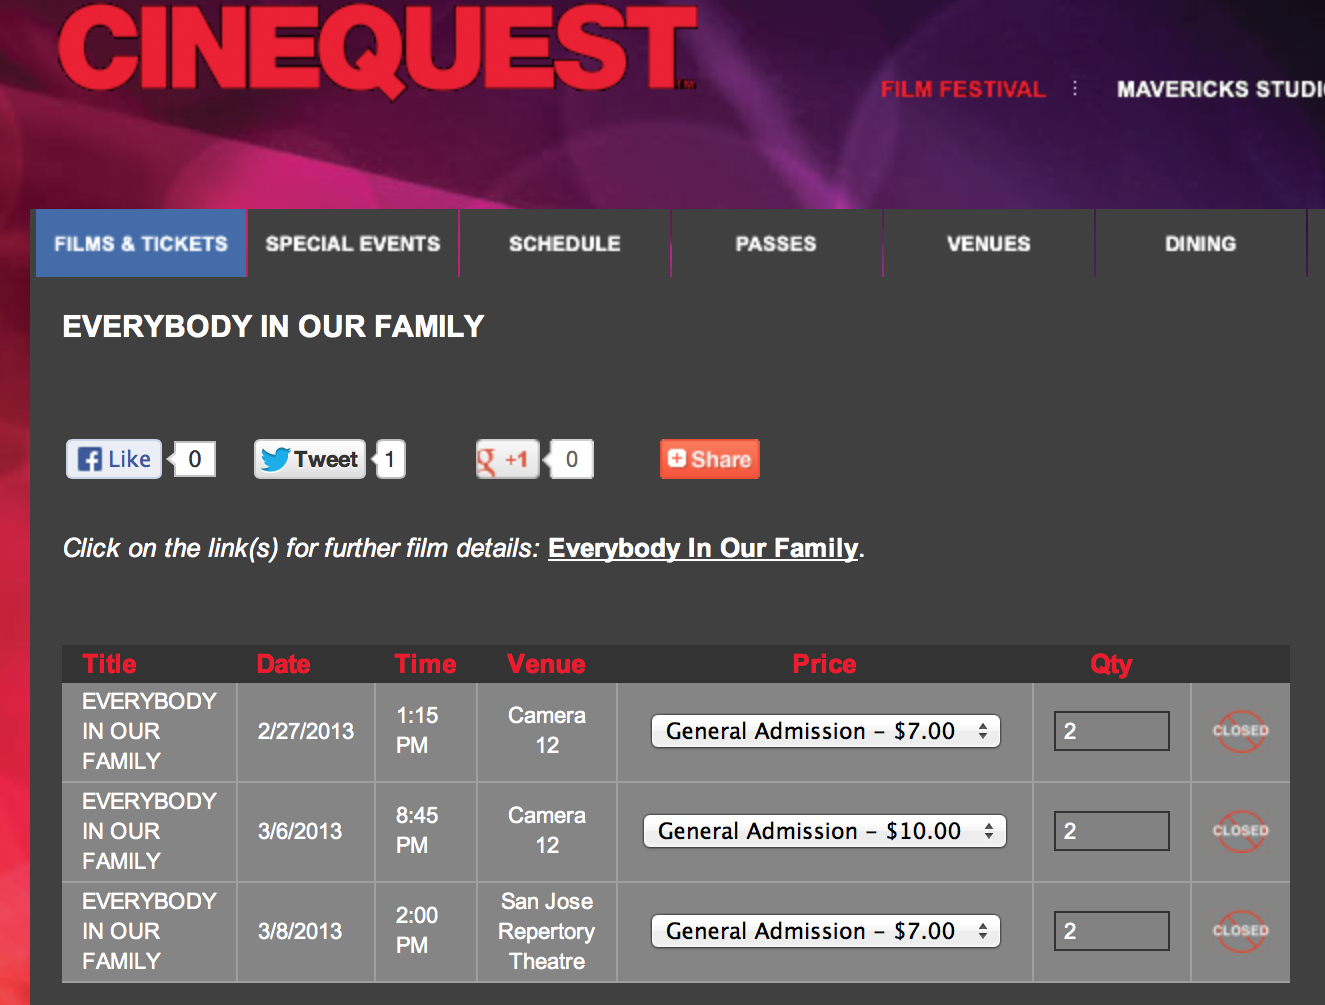 CINEQUEST
FILM FESTIVAL
MAVERICKS STUDI
FILMS & TICKETS
SPECIAL EVENTS
SCHEDULE
PASSES
VENUES
DINING
EVERYBODY IN OUR FAMILY
Like
0
Tweet
1
g +1
0
Share
Click on the link(s) for further film details: Everybody In Our Family.
Title
Date
Time
Venue
Price
Qty
EVERYBODY
IN OUR
FAMILY
2/27/2013
1:15
PM
Camera
12
General Admission – $7.00
2
CLOSED
EVERYBODY
IN OUR
FAMILY
3/6/2013
8:45
PM
Camera
12
General Admission – $10.00
2
CLOSED
EVERYBODY
IN OUR
FAMILY
3/8/2013
2:00
PM
San Jose
Repertory
Theatre
General Admission – $7.00
2
CLOSED